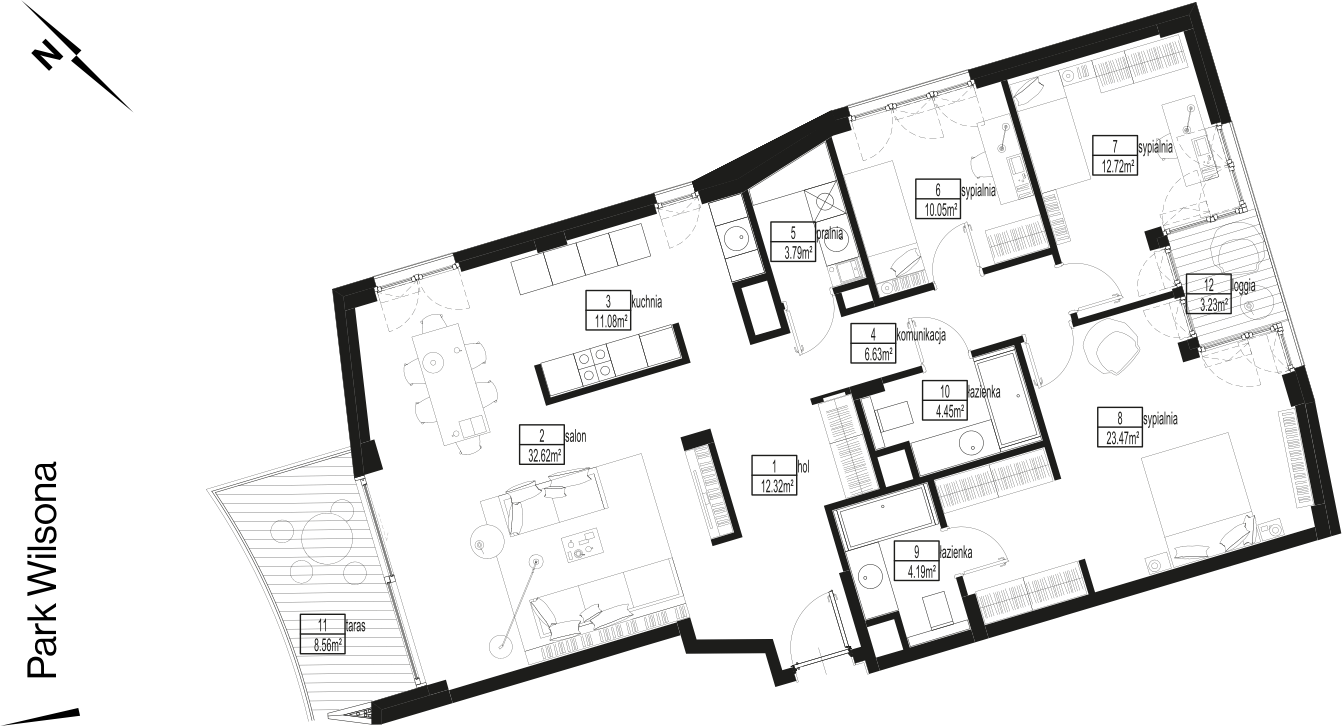 N
7
sypialnia
12.72m²
6
sypialnia
10.05m²
5
pralnia
3.79m²
12
loggia
3.23m²
3
kuchnia
11.08m²
4
komunikacja
6.63m²
10
łazienka
4.45m²
8
sypialnia
23.47m²
2
salon
32.62m²
1
hol
12.32m²
9
łazienka
4.19m²
11
taras
8.56m²
Park Wilsona